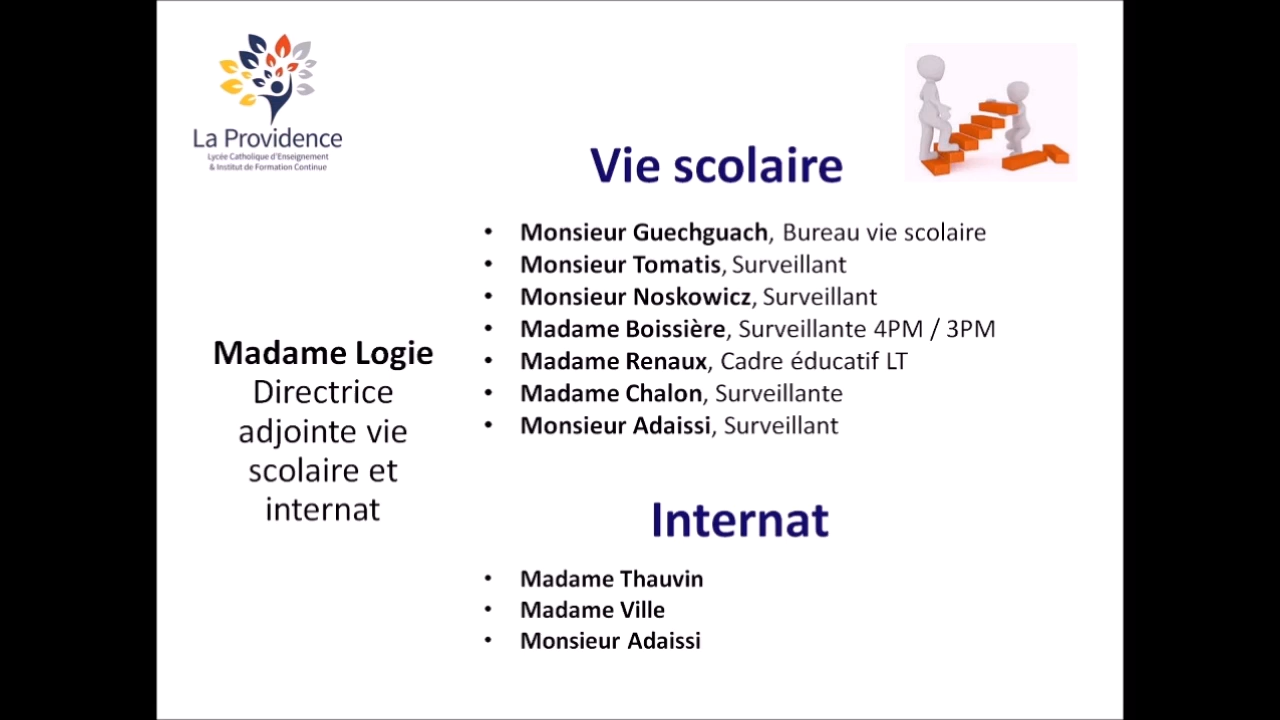 La Providence
Lycée Catholique d'Enseignement
& Institut de Formation Continue
Vie scolaire
• Monsieur Guechguach, Bureau vie scolaire
• Monsieur Tomatis, Surveillant
• Monsieur Noskowicz, Surveillant
• Madame Boissière, Surveillante 4PM / 3PM
• Madame Renaux, Cadre éducatif LT
• Madame Chalon, Surveillante
• Monsieur Adaissi, Surveillant
Madame Logie
Directrice
adjointe vie
scolaire et
internat
Internat
• Madame Thauvin
• Madame Ville
• Monsieur Adaissi